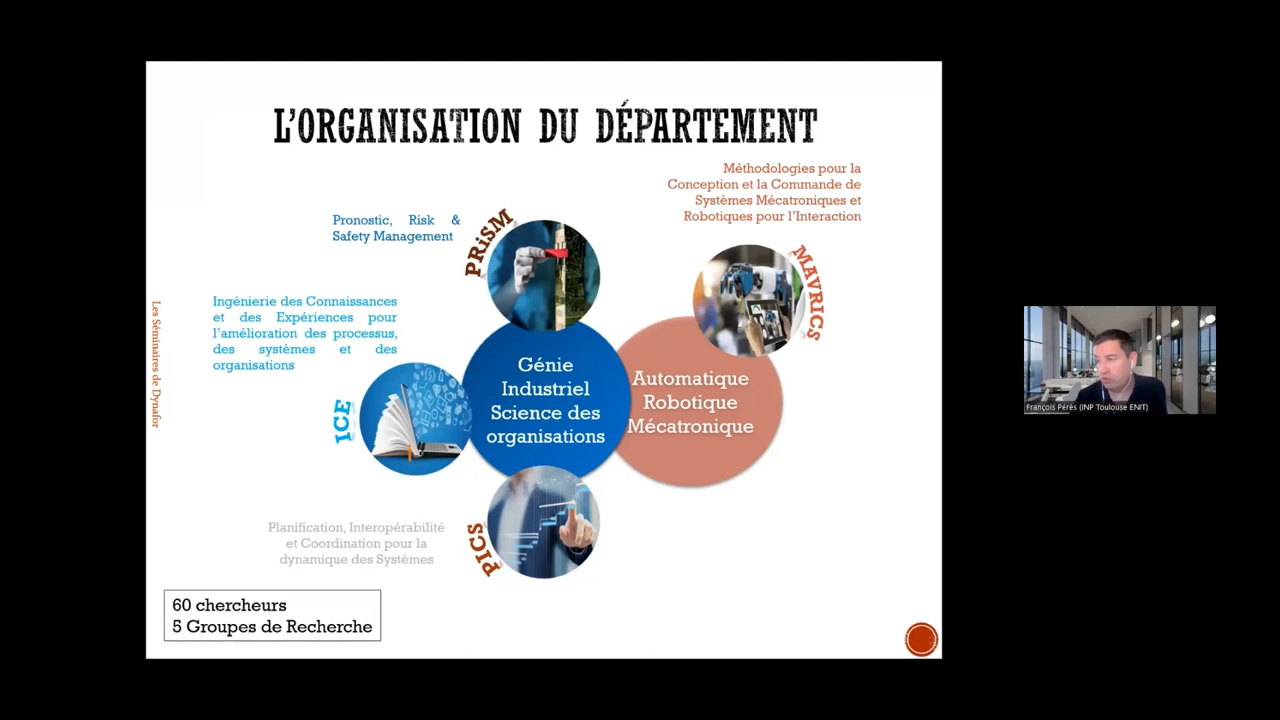 L'ORGANISATION DU DÉPARTEMENT
Méthodologies pour la
Conception et la Commande de
Systèmes Mécatroniques et
Robotiques pour l'Interaction
MAVRICS
Pronostic, Risk &
Safety Management
PRiSM
Ingénierie des Connaissances
et des Expériences pour
l'amélioration des processus,
des systèmes et des
organisations
ICE
Génie
Industriel
Science des
organisations
Automatique
Robotique
Mécatronique
Planification, Interopérabilité
et Coordination pour la
dynamique des Systèmes
PICS
60 chercheurs
5 Groupes de Recherche
Les Séminaires de Dynafor
François Pérès (INP Toulouse ENIT)